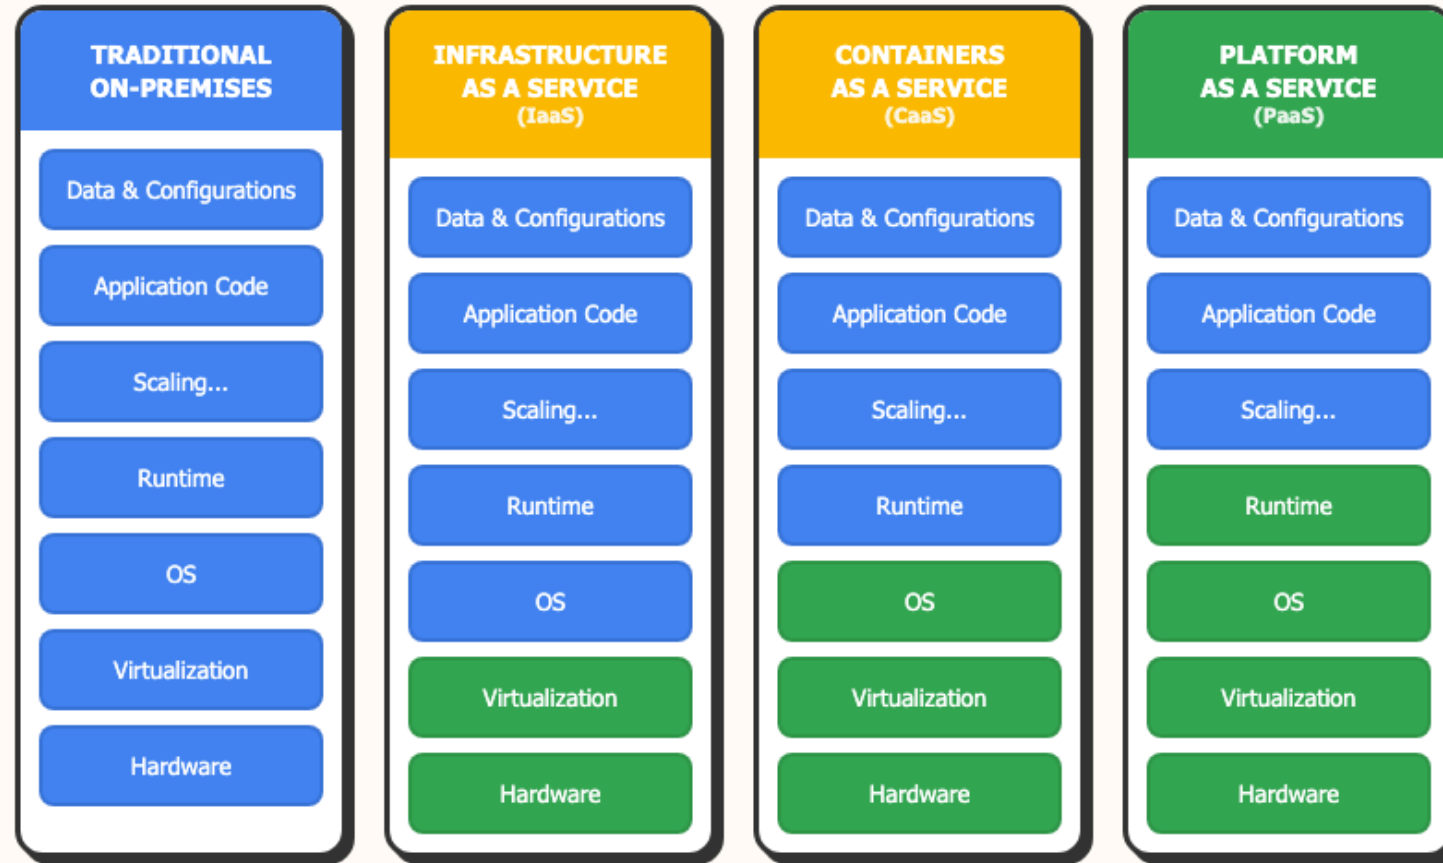 TRADITIONAL
ON-PREMISES
Data & Configurations
Application Code
Scaling...
Runtime
OS
Virtualization
Hardware
INFRASTRUCTURE
AS A SERVICE
(IaaS)
Data & Configurations
Application Code
Scaling...
Runtime
OS
Virtualization
Hardware
CONTAINERS
AS A SERVICE
(CaaS)
Data & Configurations
Application Code
Scaling...
Runtime
OS
Virtualization
Hardware
PLATFORM
AS A SERVICE
(PaaS)
Data & Configurations
Application Code
Scaling...
Runtime
OS
Virtualization
Hardware